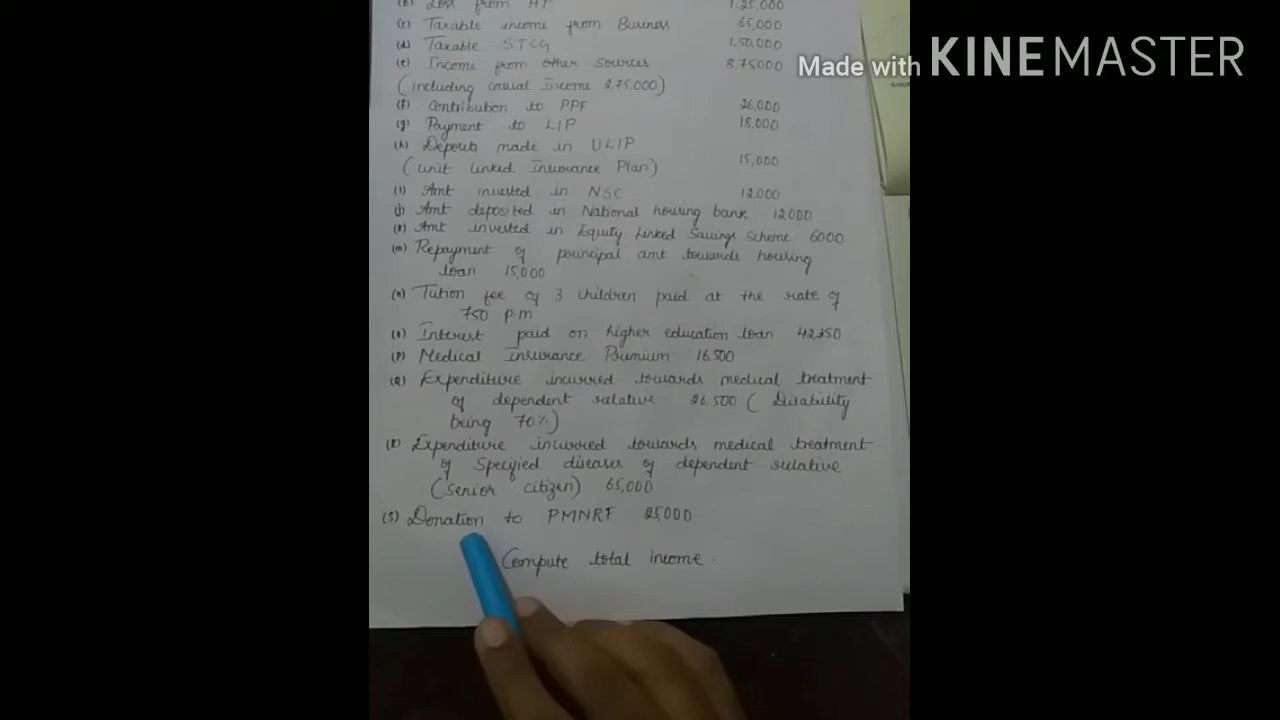 (b) Loss from HP 1,25,000
(c) Taxable income from Business 65,000
(d) Taxable STCG 1,50,000
(e) Income from other sources 8,75000
(including casual Income 2,75,000)
(f) Contribution to PPF 26,000
(g) Payment to LIP 18,000
(h) Deposits made in ULIP
(unit linked Insurance Plan) 15,000
(i) Amt invested in NSC 12,000
(j) Amt deposited in National housing bank 12,000
(k) Amt invested in Equity Linked Savings Scheme 6000
(m) Repayment of principal amt towards housing
loan 15,000
(n) Tution fee of 3 children paid at the rate of
750 p.m
(o) Interest paid on higher education loan 42,350
(p) Medical Insurance Premium 16,500
(Q) Expenditure incurred towards medical treatment
of dependent relative 26,500 (Disability
being 70%)
(R) Expenditure incurred towards medical treatment
of Specified diseases of dependent relative
(senior citizen) 65,000
(S) Donation to PMNRF 25,000
Compute total income.
Made with KINEMASTER